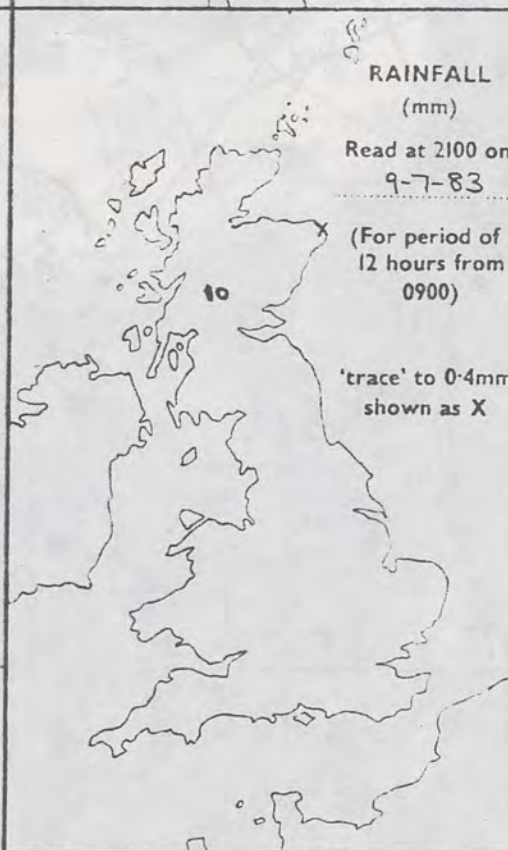 RAINFALL
(mm)
Read at 2100 on
9-7-83
X
(For period of
12 hours from
0900)
10
'trace' to 0·4mm
shown as X